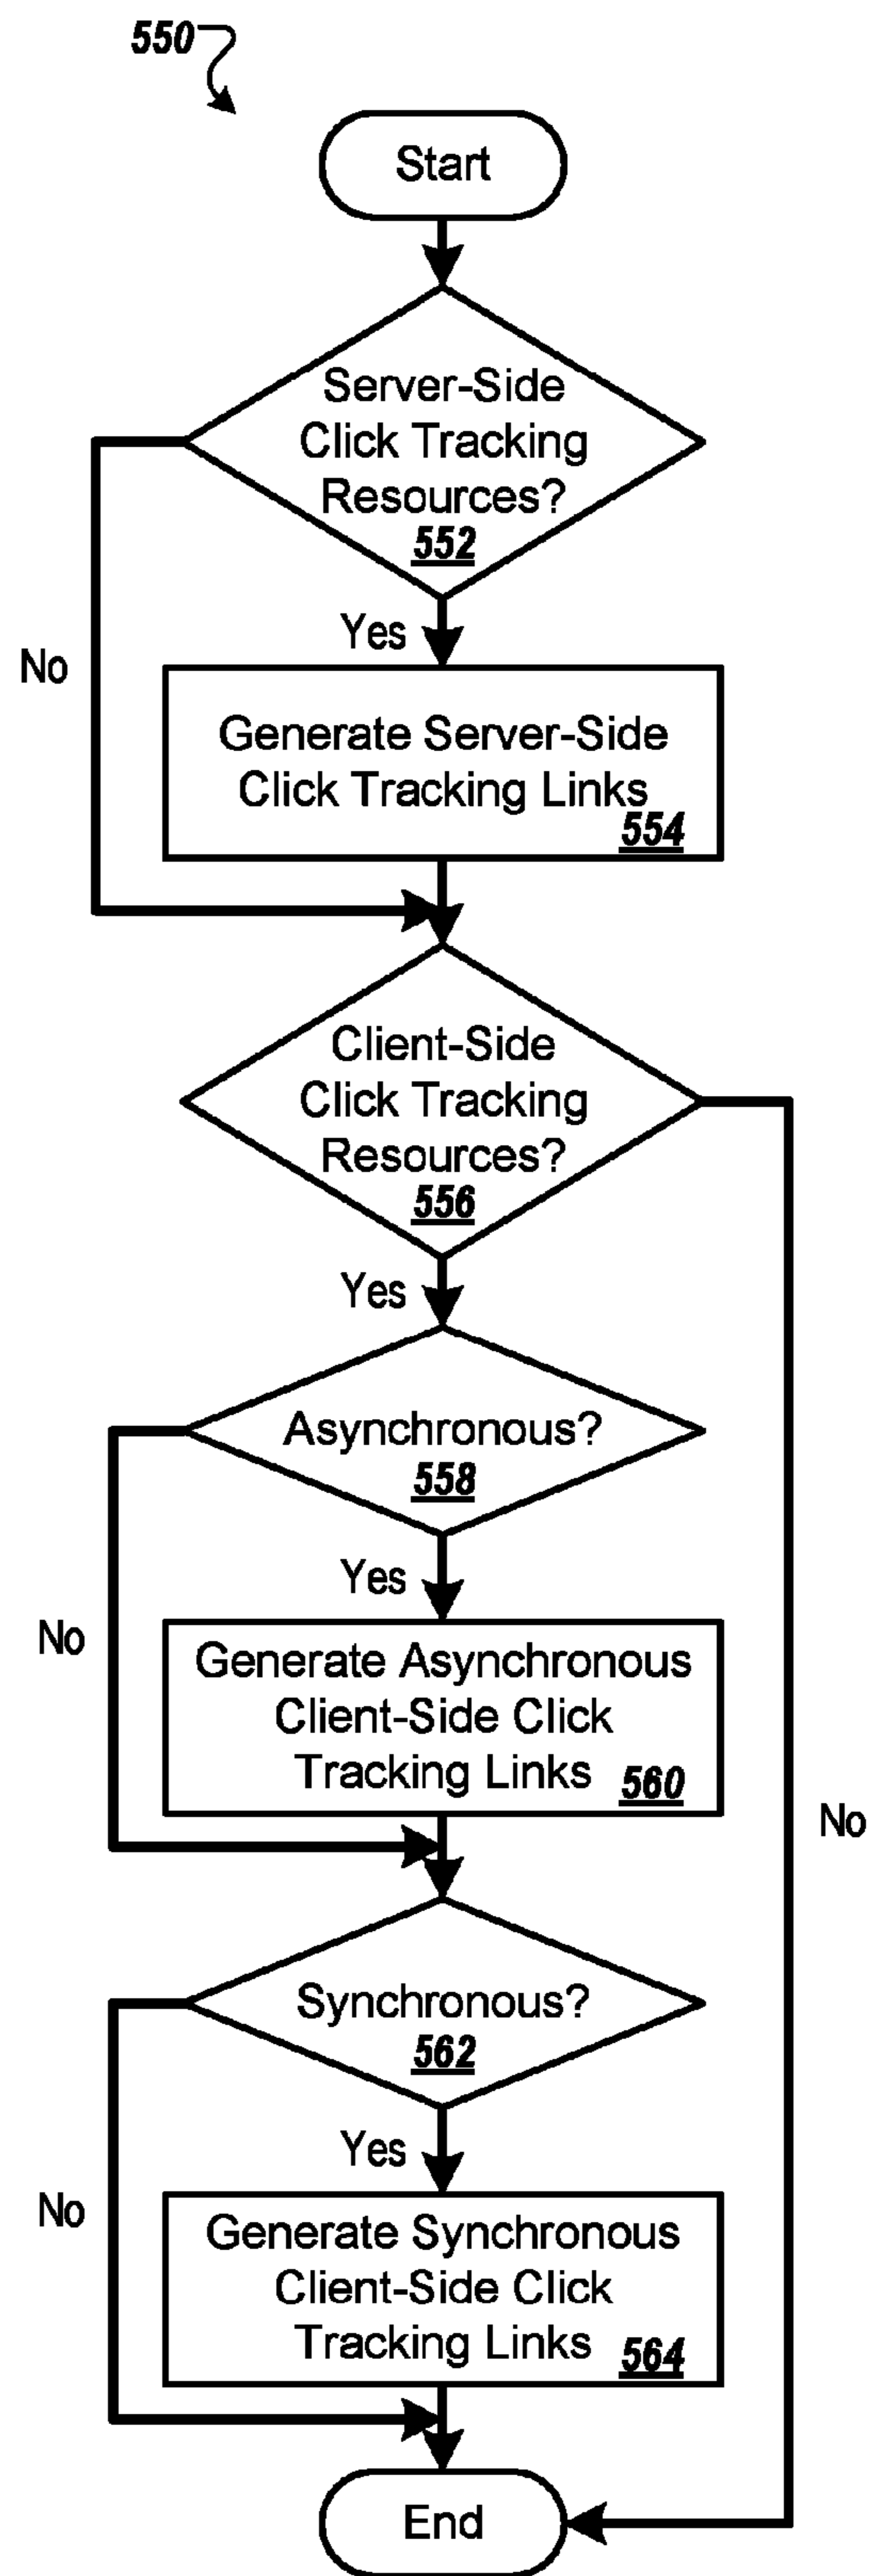 550
Start
Server-Side
Click Tracking
Resources?
552
Yes
No
Generate Server-Side
Click Tracking Links
554
Client-Side
Click Tracking
Resources?
556
Yes
Asynchronous?
558
Yes
No
Generate Asynchronous
Client-Side Click
Tracking Links
560
No
Synchronous?
562
Yes
No
Generate Synchronous
Client-Side Click
Tracking Links
564
End